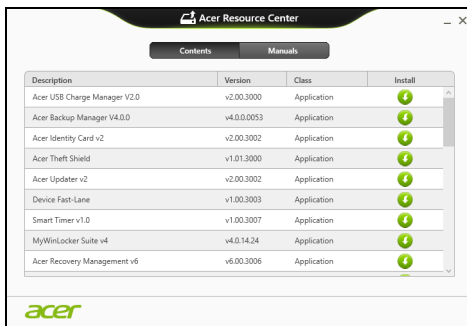 Acer Resource Center
Contents Manuals
Description Version Class Install
Acer USB Charge Manager V2.0 v2.00.3000 Application
Acer Backup Manager V4.0.0 v4.0.0.0053 Application
Acer Identity Card v2 v2.00.3002 Application
Acer Theft Shield v1.01.3000 Application
Acer Updater v2 v2.00.3002 Application
Device Fast-Lane v1.00.3003 Application
Smart Timer v1.0 v1.00.3007 Application
MyWinLocker Suite v4 v4.0.14.24 Application
Acer Recovery Management v6 v6.00.3006 Application
acer